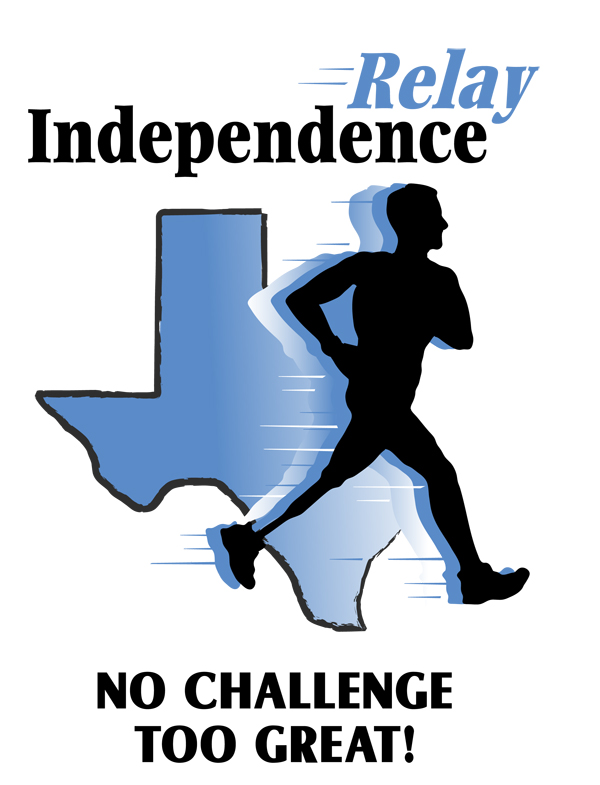 Relay
Independence
NO CHALLENGE
TOO GREAT!